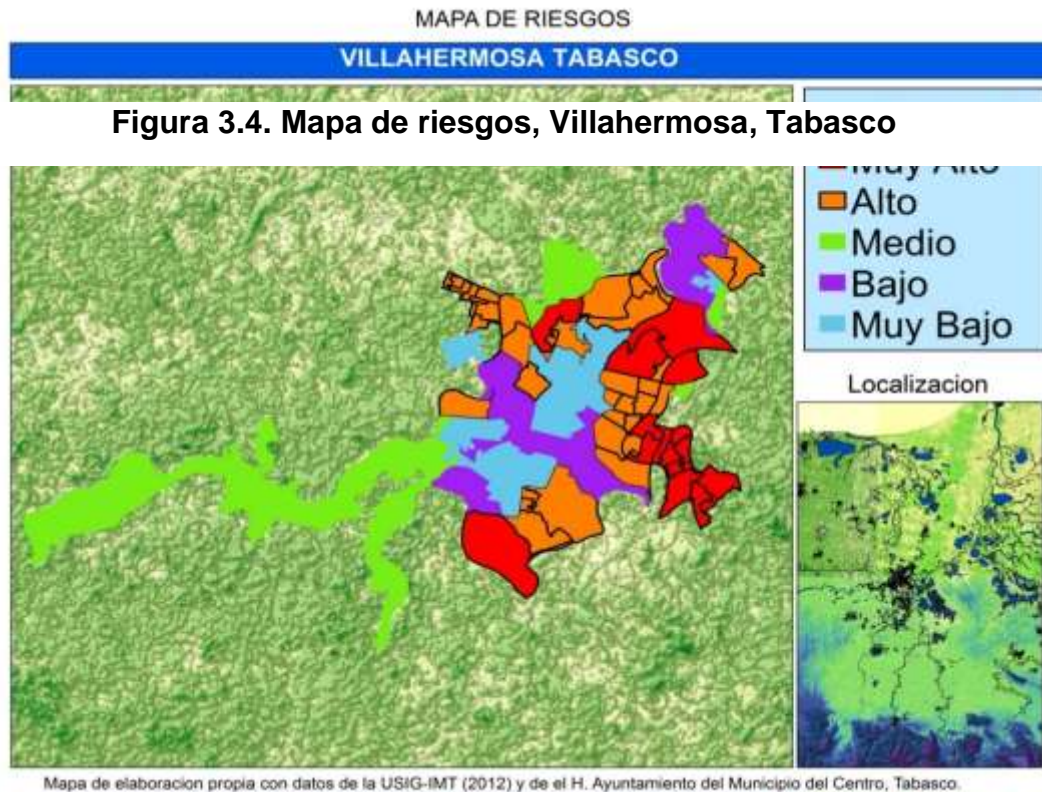 MAPA DE RIESGOS
VILLAHERMOSA TABASCO
Figura 3.4. Mapa de riesgos, Villahermosa, Tabasco
Muy Alto
Alto
Medio
Bajo
Muy Bajo
Localizacion
Mapa de elaboracion propia con datos de la USIG-IMT (2012) y de el H. Ayuntamiento del Municipio del Centro, Tabasco.